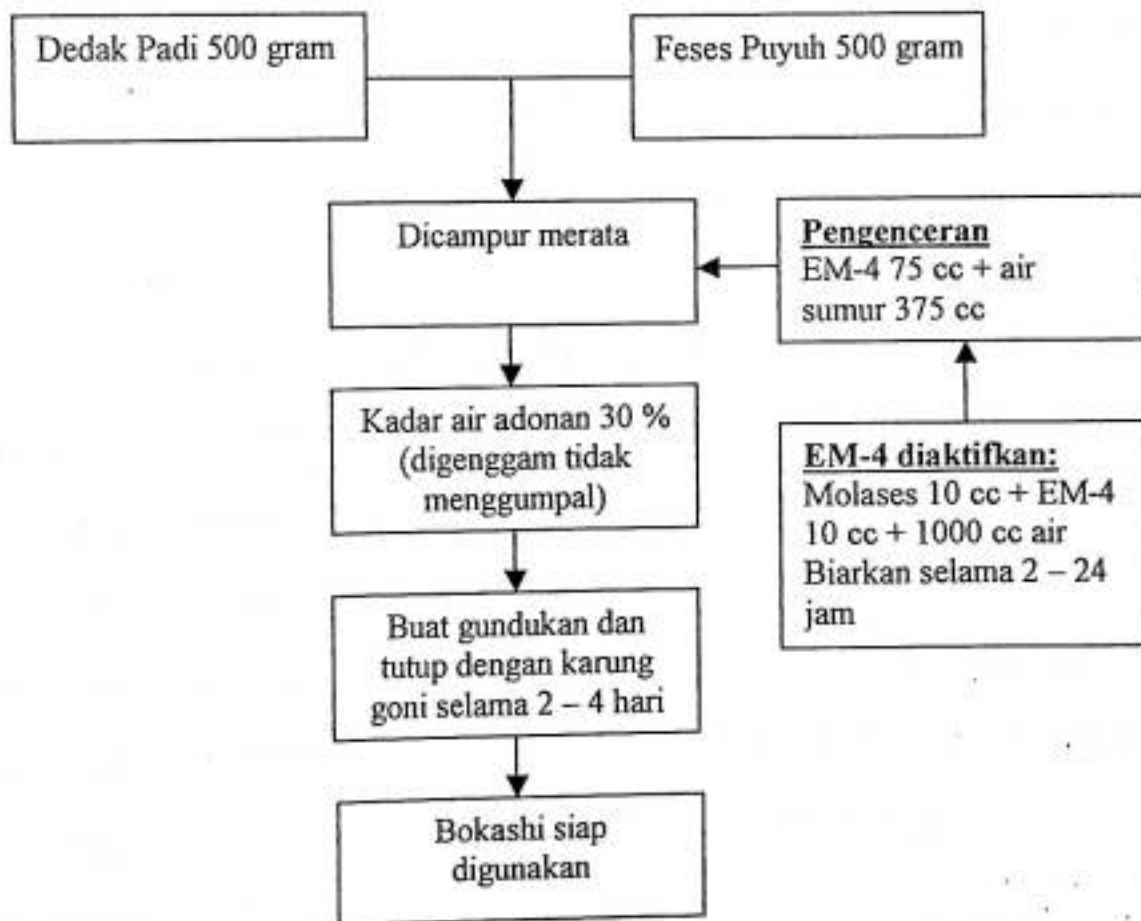 Dedak Padi 500 gram
Feses Puyuh 500 gram
Dicampur merata
Pengenceran
EM-4 75 cc + air
sumur 375 cc
Kadar air adonan 30 %
(digenggam tidak
menggumpal)
EM-4 diaktifkan:
Molases 10 cc + EM-4
10 cc + 1000 cc air
Biarkan selama 2 – 24
jam
Buat gundukan dan
tutup dengan karung
goni selama 2 – 4 hari
Bokashi siap
digunakan